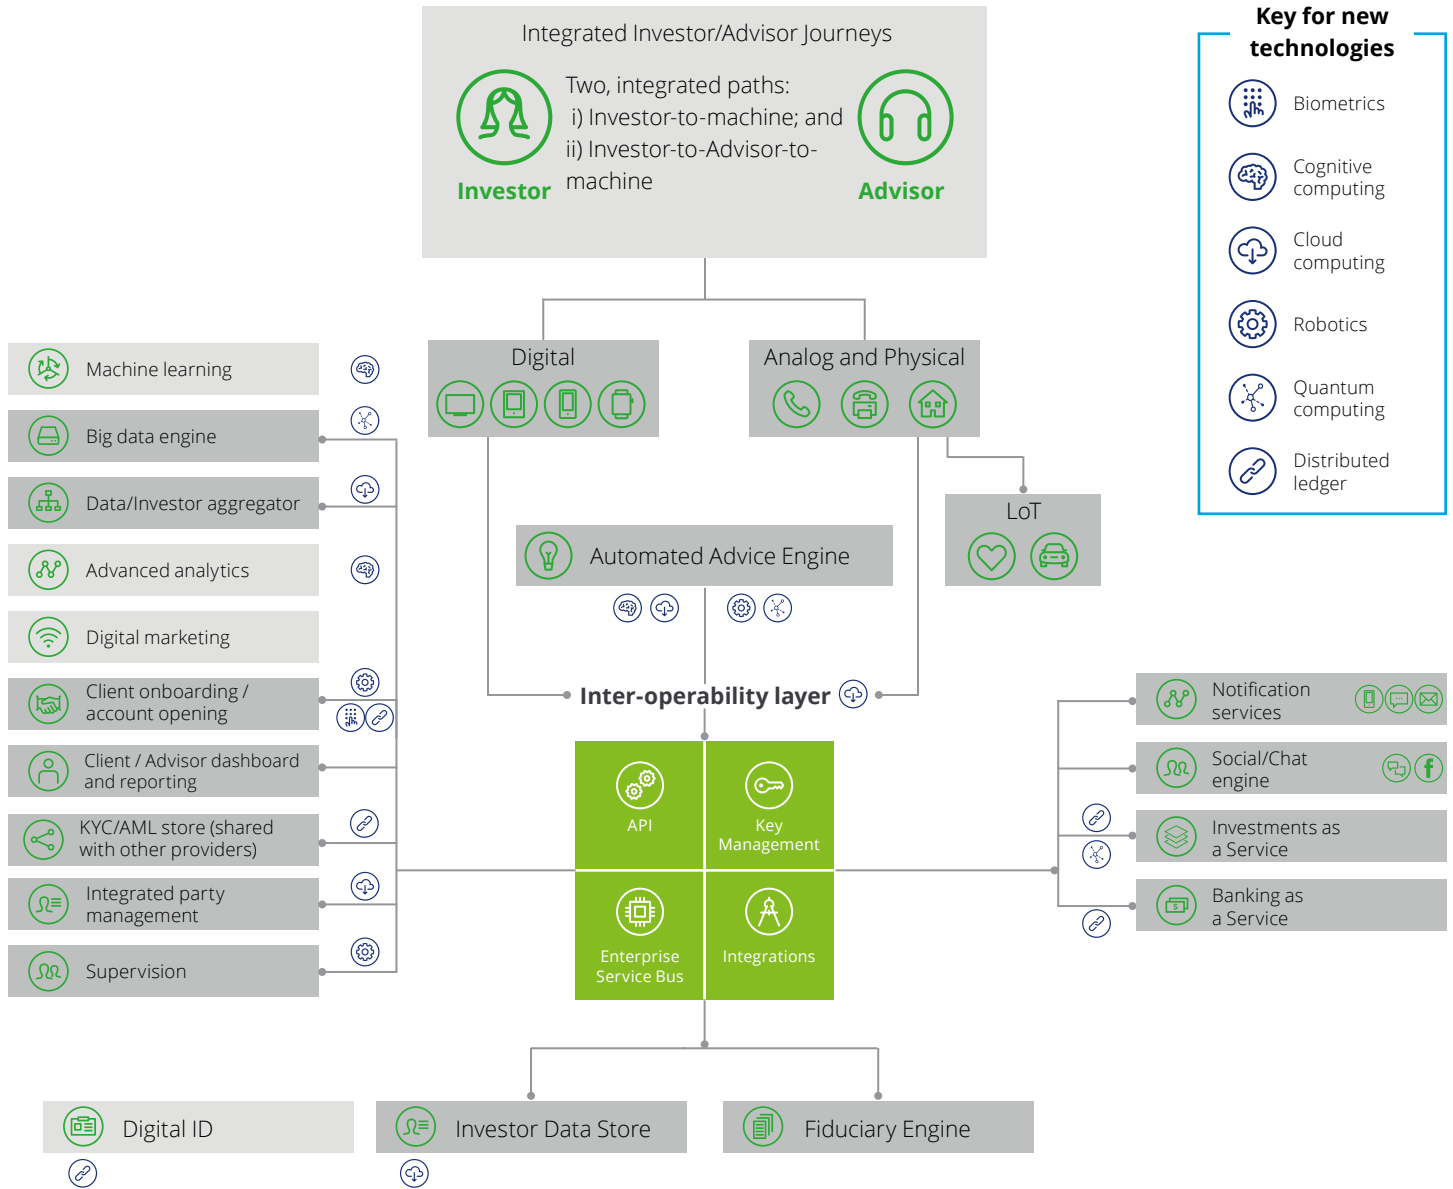 Integrated Investor/Advisor Journeys
Two, integrated paths:
i) Investor-to-machine; and
ii) Investor-to-Advisor-to-
machine
Investor
Advisor
Key for new
technologies
Biometrics
Cognitive
computing
Cloud
computing
Robotics
Quantum
computing
Distributed
ledger
Digital
Analog and Physical
LoT
Automated Advice Engine
Inter-operability layer
Machine learning
Big data engine
Data/Investor aggregator
Advanced analytics
Digital marketing
Client onboarding /
account opening
Client / Advisor dashboard
and reporting
KYC/AML store (shared
with other providers)
Integrated party
management
Supervision
API
Key
Management
Enterprise
Service Bus
Integrations
Notification
services
Social/Chat
engine
Investments as
a Service
Banking as
a Service
Digital ID
Investor Data Store
Fiduciary Engine